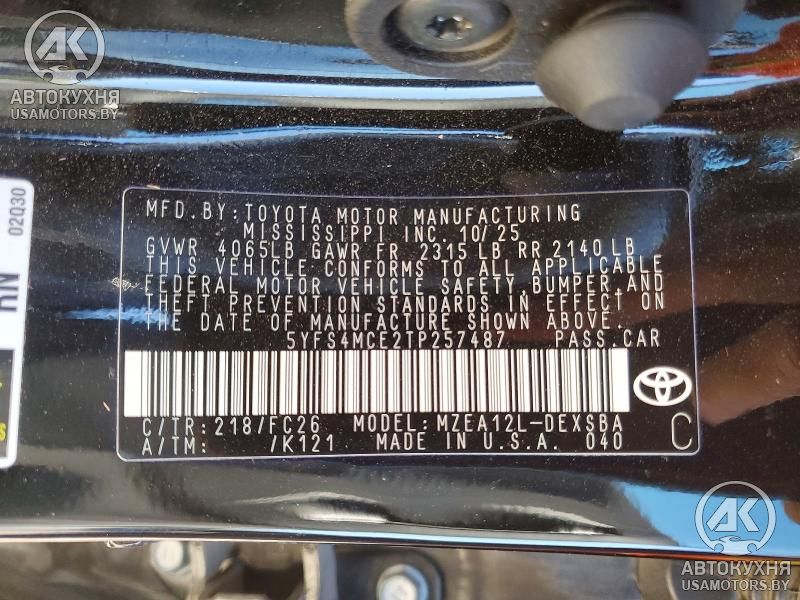 АК
АВТОКУХНЯ
USAMOTORS.BY
02Q30
MFD. BY: TOYOTA MOTOR MANUFACTURING
MISSISSIPPI INC. 10/25
GVWR 4065LB GAWR FR 2315 LB RR 2140 LB
THIS VEHICLE CONFORMS TO ALL APPLICABLE
FEDERAL MOTOR VEHICLE SAFETY, BUMPER, AND
THEFT PREVENTION STANDARDS IN EFFECT ON
THE DATE OF MANUFACTURE SHOWN ABOVE.
5YFS4MCE2TP257487 PASS. CAR
C/TR: 218/FC26 MODEL: MZEA12L-DEXSBA
A/TM: /K121 MADE IN U.S.A. 040 C
АК
АВТОКУХНЯ
USAMOTORS.BY